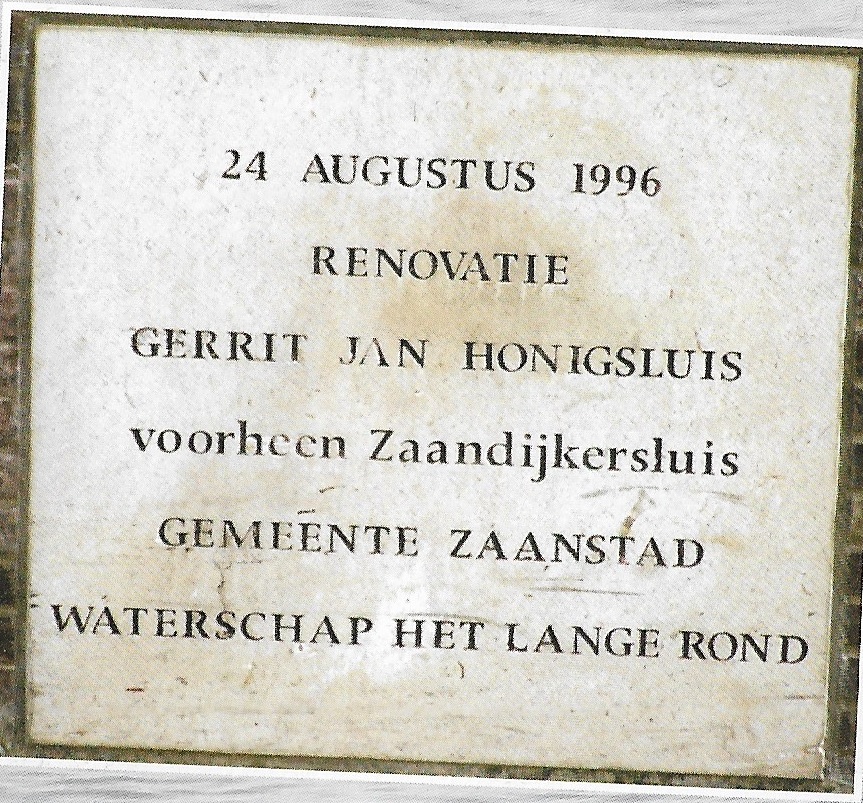 24 AUGUSTUS 1996
RENOVATIE
GERRIT JAN HONIGSLUIS
voorheen Zaandijkersluis
GEMEENTE ZAANSTAD
WATERSCHAP HET LANGE ROND